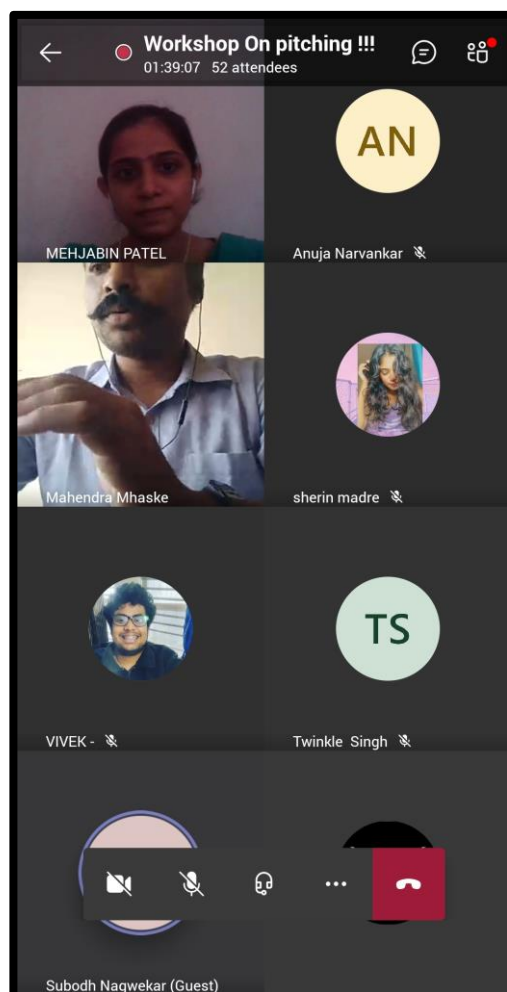 Workshop On pitching !!!
01:39:07 52 attendees
AN
MEHJABIN PATEL
Anuja Narvankar
Mahendra Mhaske
sherin madre
TS
VIVEK -
Twinkle Singh
Subodh Nagwekar (Guest)